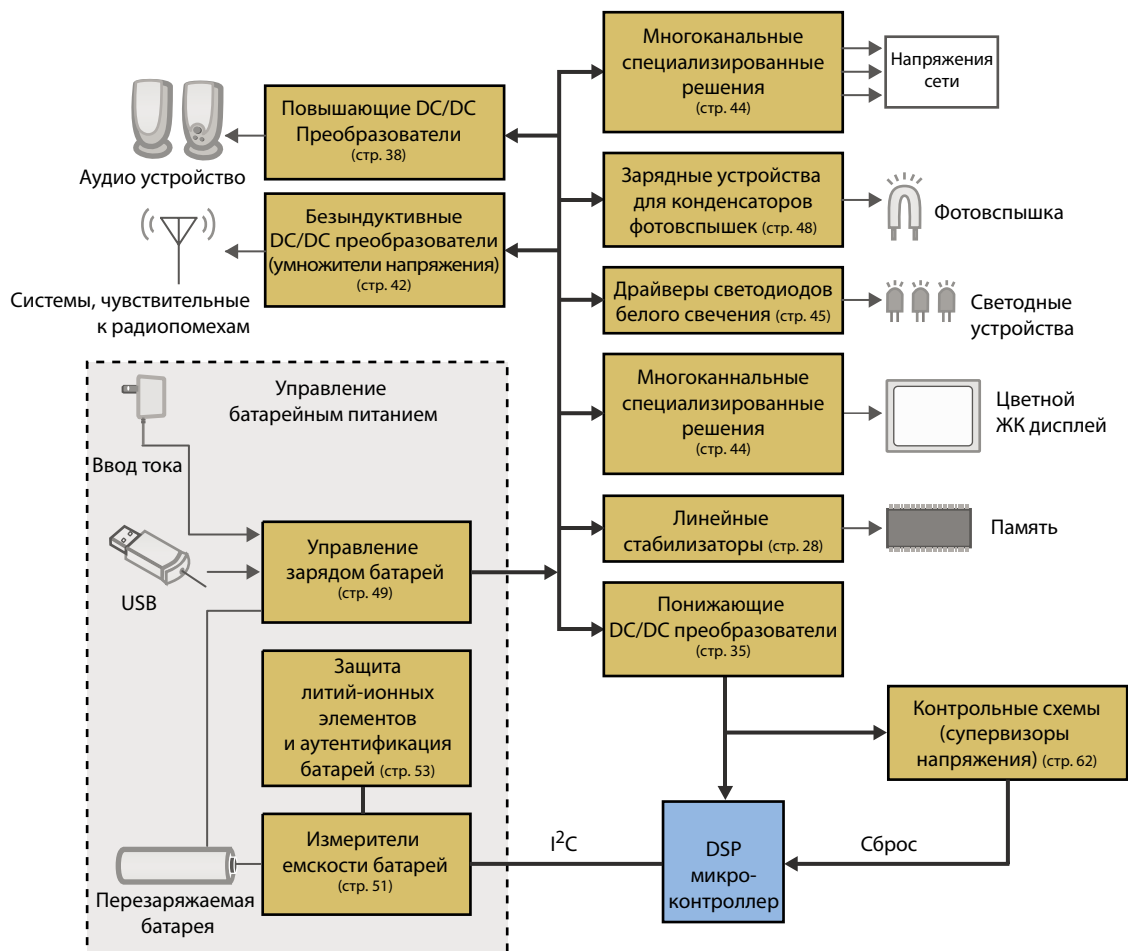 Многоканальные
специализированные
решения
(стр. 44)
Напряжения
сети
Повышающие DC/DC
Преобразователи
(стр. 38)
Аудио устройство
Зарядные устройства
для конденсаторов
фотовспышек (стр. 48)
Фотовспышка
Безындуктивные
DC/DC преобразователи
(умножители напряжения)
(стр. 42)
Системы, чувствительные
к радиопомехам
Драйверы светодиодов
белого свечения (стр. 45)
Светодные
устройства
Управление
батарейным питанием
Многоканнальные
специализированные
решения
(стр. 44)
Цветной
ЖК дисплей
Ввод тока
Линейные
стабилизаторы (стр. 28)
Память
Управление
зарядом батарей
(стр. 49)
USB
Понижающие
DC/DC преобразователи
(стр. 35)
Защита
литий-ионных
элементов
и аутентификация
батарей (стр. 53)
Контрольные схемы
(супервизоры
напряжения) (стр. 62)
Измерители
емскости батарей
(стр. 51)
I²C
DSP
микро-
контроллер
Сброс
Перезаряжаемая
батарея